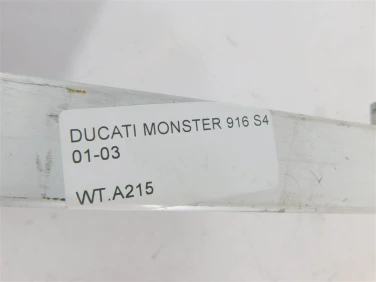 DUCATI MONSTER 916 S4
01-03
WT.A215